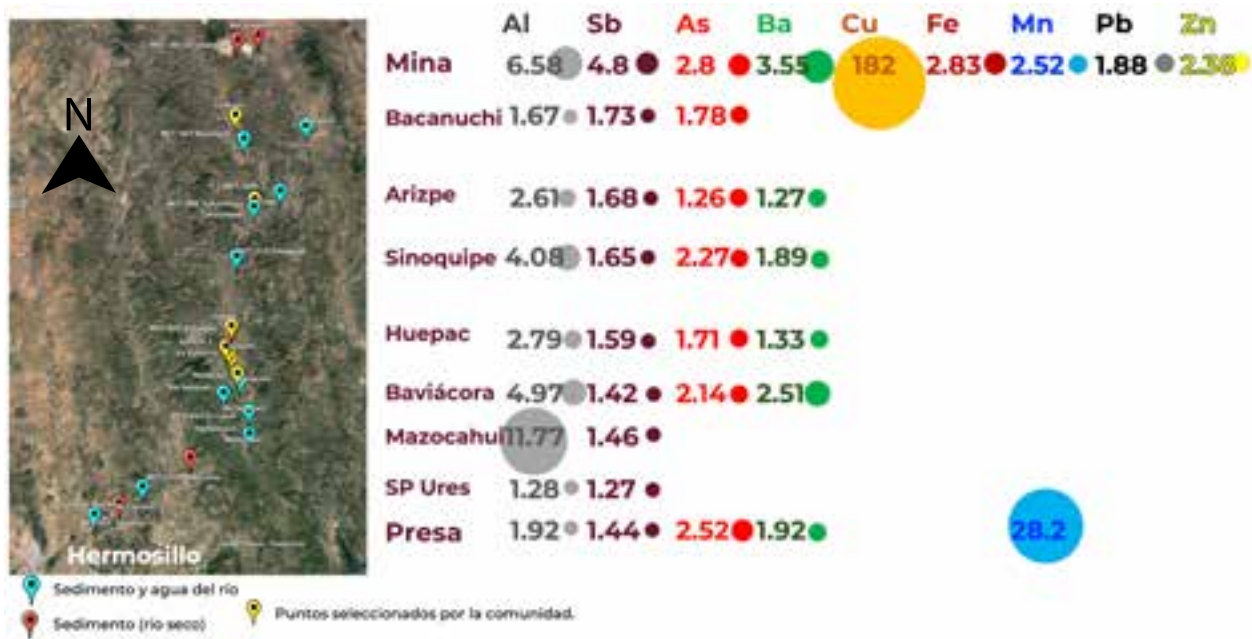 Al Sb As Ba Cu Fe Mn Pb Zn
Mina 6.58 4.8 2.8 3.55 182 2.83 2.52 1.88 2.38
Bacanuchi 1.67 1.73 1.78
Arizpe 2.61 1.68 1.26 1.27
Sinoquipe 4.08 1.65 2.27 1.89
Huepac 2.79 1.59 1.71 1.33
Baviácora 4.97 1.42 2.14 2.51
Mazocahui 11.77 1.46
SP Ures 1.28 1.27
Presa 1.92 1.44 2.52 1.92 28.2
N
Hermosillo
Sedimento y agua del río
Sedimento (río seco)
Puntos seleccionados por la comunidad.